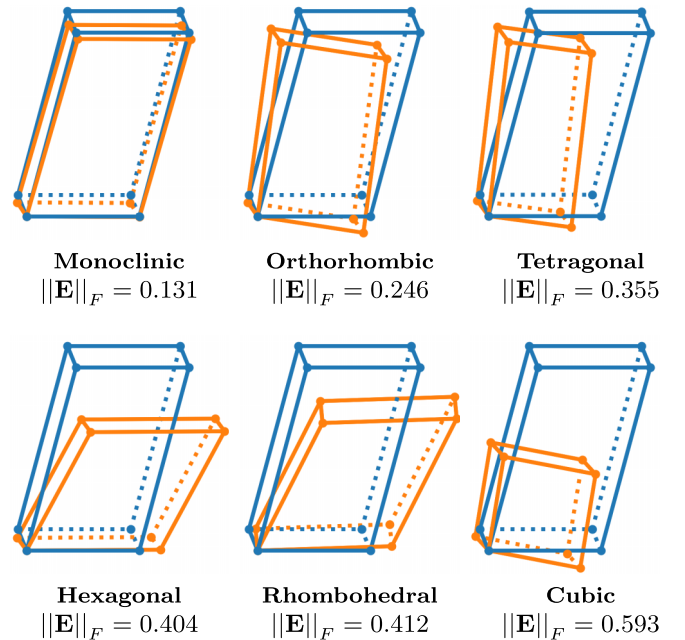 Monoclinic Orthorhombic Tetragonal
||E||_F = 0.131 ||E||_F = 0.246 ||E||_F = 0.355
Hexagonal Rhombohedral Cubic
||E||_F = 0.404 ||E||_F = 0.412 ||E||_F = 0.593